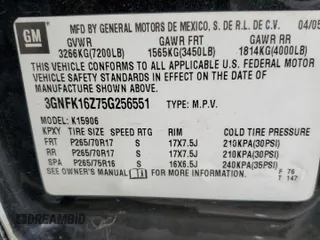 GM
MFD BY GENERAL MOTORS DE MEXICO, S. DE R.L. DE C.V. 04/05
GVWR GAWR FRT GAWR RR
3266KG(7200LB) 1565KG(3450LB) 1814KG(4000LB)
THIS VEHICLE CONFORMS TO ALL APPLICABLE U.S. FEDERAL MOTOR
VEHICLE SAFETY STANDARDS IN EFFECT ON THE DATE OF
MANUFACTURE SHOWN ABOVE.
3GNFK16Z75G256551 TYPE: M.P.V.
MODEL: K15906
KPXY TIRE SIZE SPEED RTG RIM COLD TIRE PRESSURE
FRT P265/70R17 S 17X7.5J 210KPA(30PSI)
RR P265/70R17 S 17X7.5J 210KPA(30PSI)
SPA P265/75R16 S 16X6.5J 240KPA(35PSI)
SEE OWNER'S MANUAL FOR MORE INFORMATION
F 76
T 147
DREAMBID